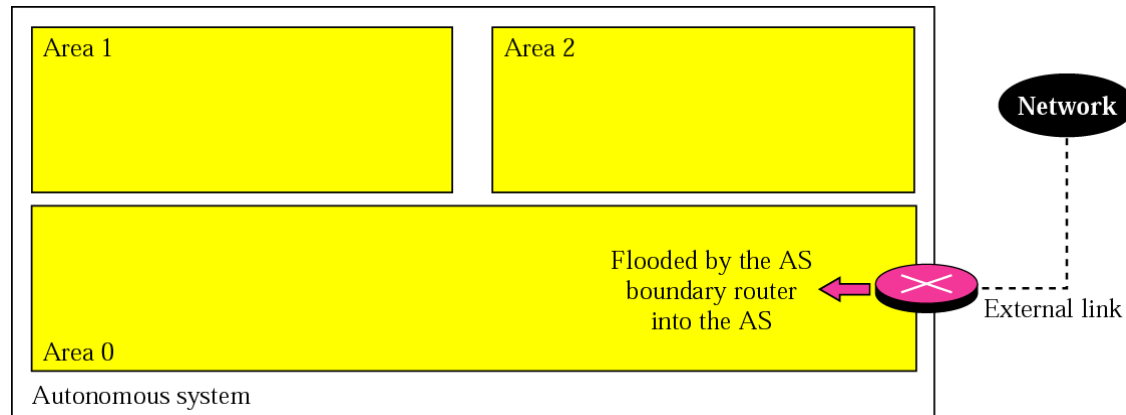 Area 1
Area 2
Network
Flooded by the AS
boundary router
into the AS
External link
Area 0
Autonomous system